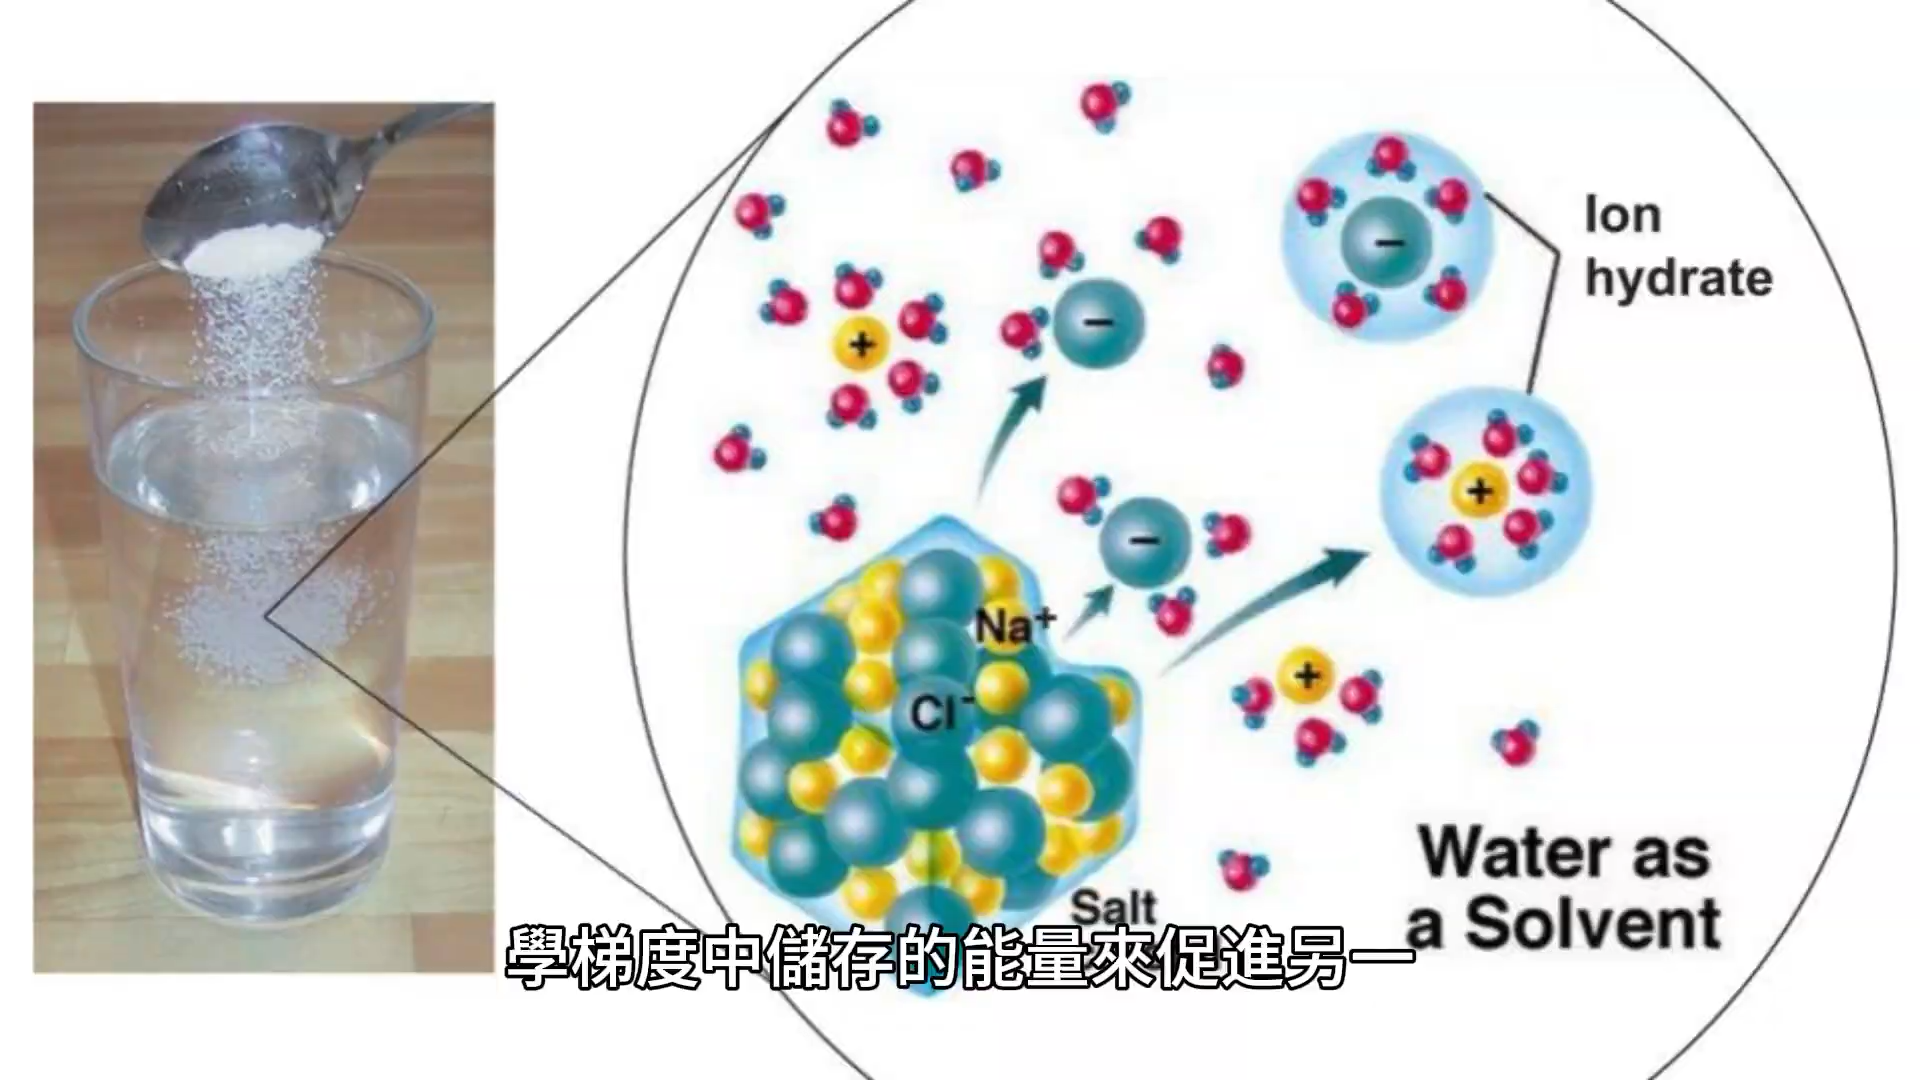 Ion
hydrate
+
−
−
+
−
Na⁺
Cl⁻
+
Salt
Water as
a Solvent
學梯度中儲存的能量來促進另一